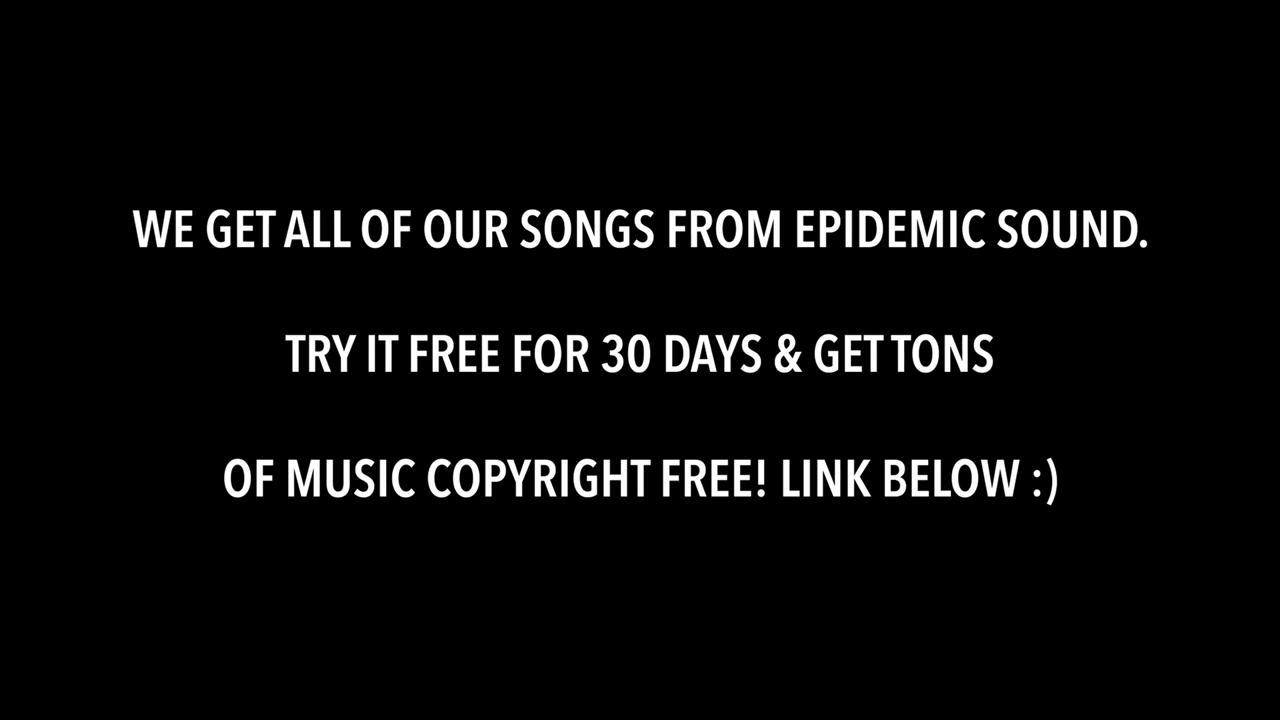 WE GET ALL OF OUR SONGS FROM EPIDEMIC SOUND.
TRY IT FREE FOR 30 DAYS & GET TONS
OF MUSIC COPYRIGHT FREE! LINK BELOW :)